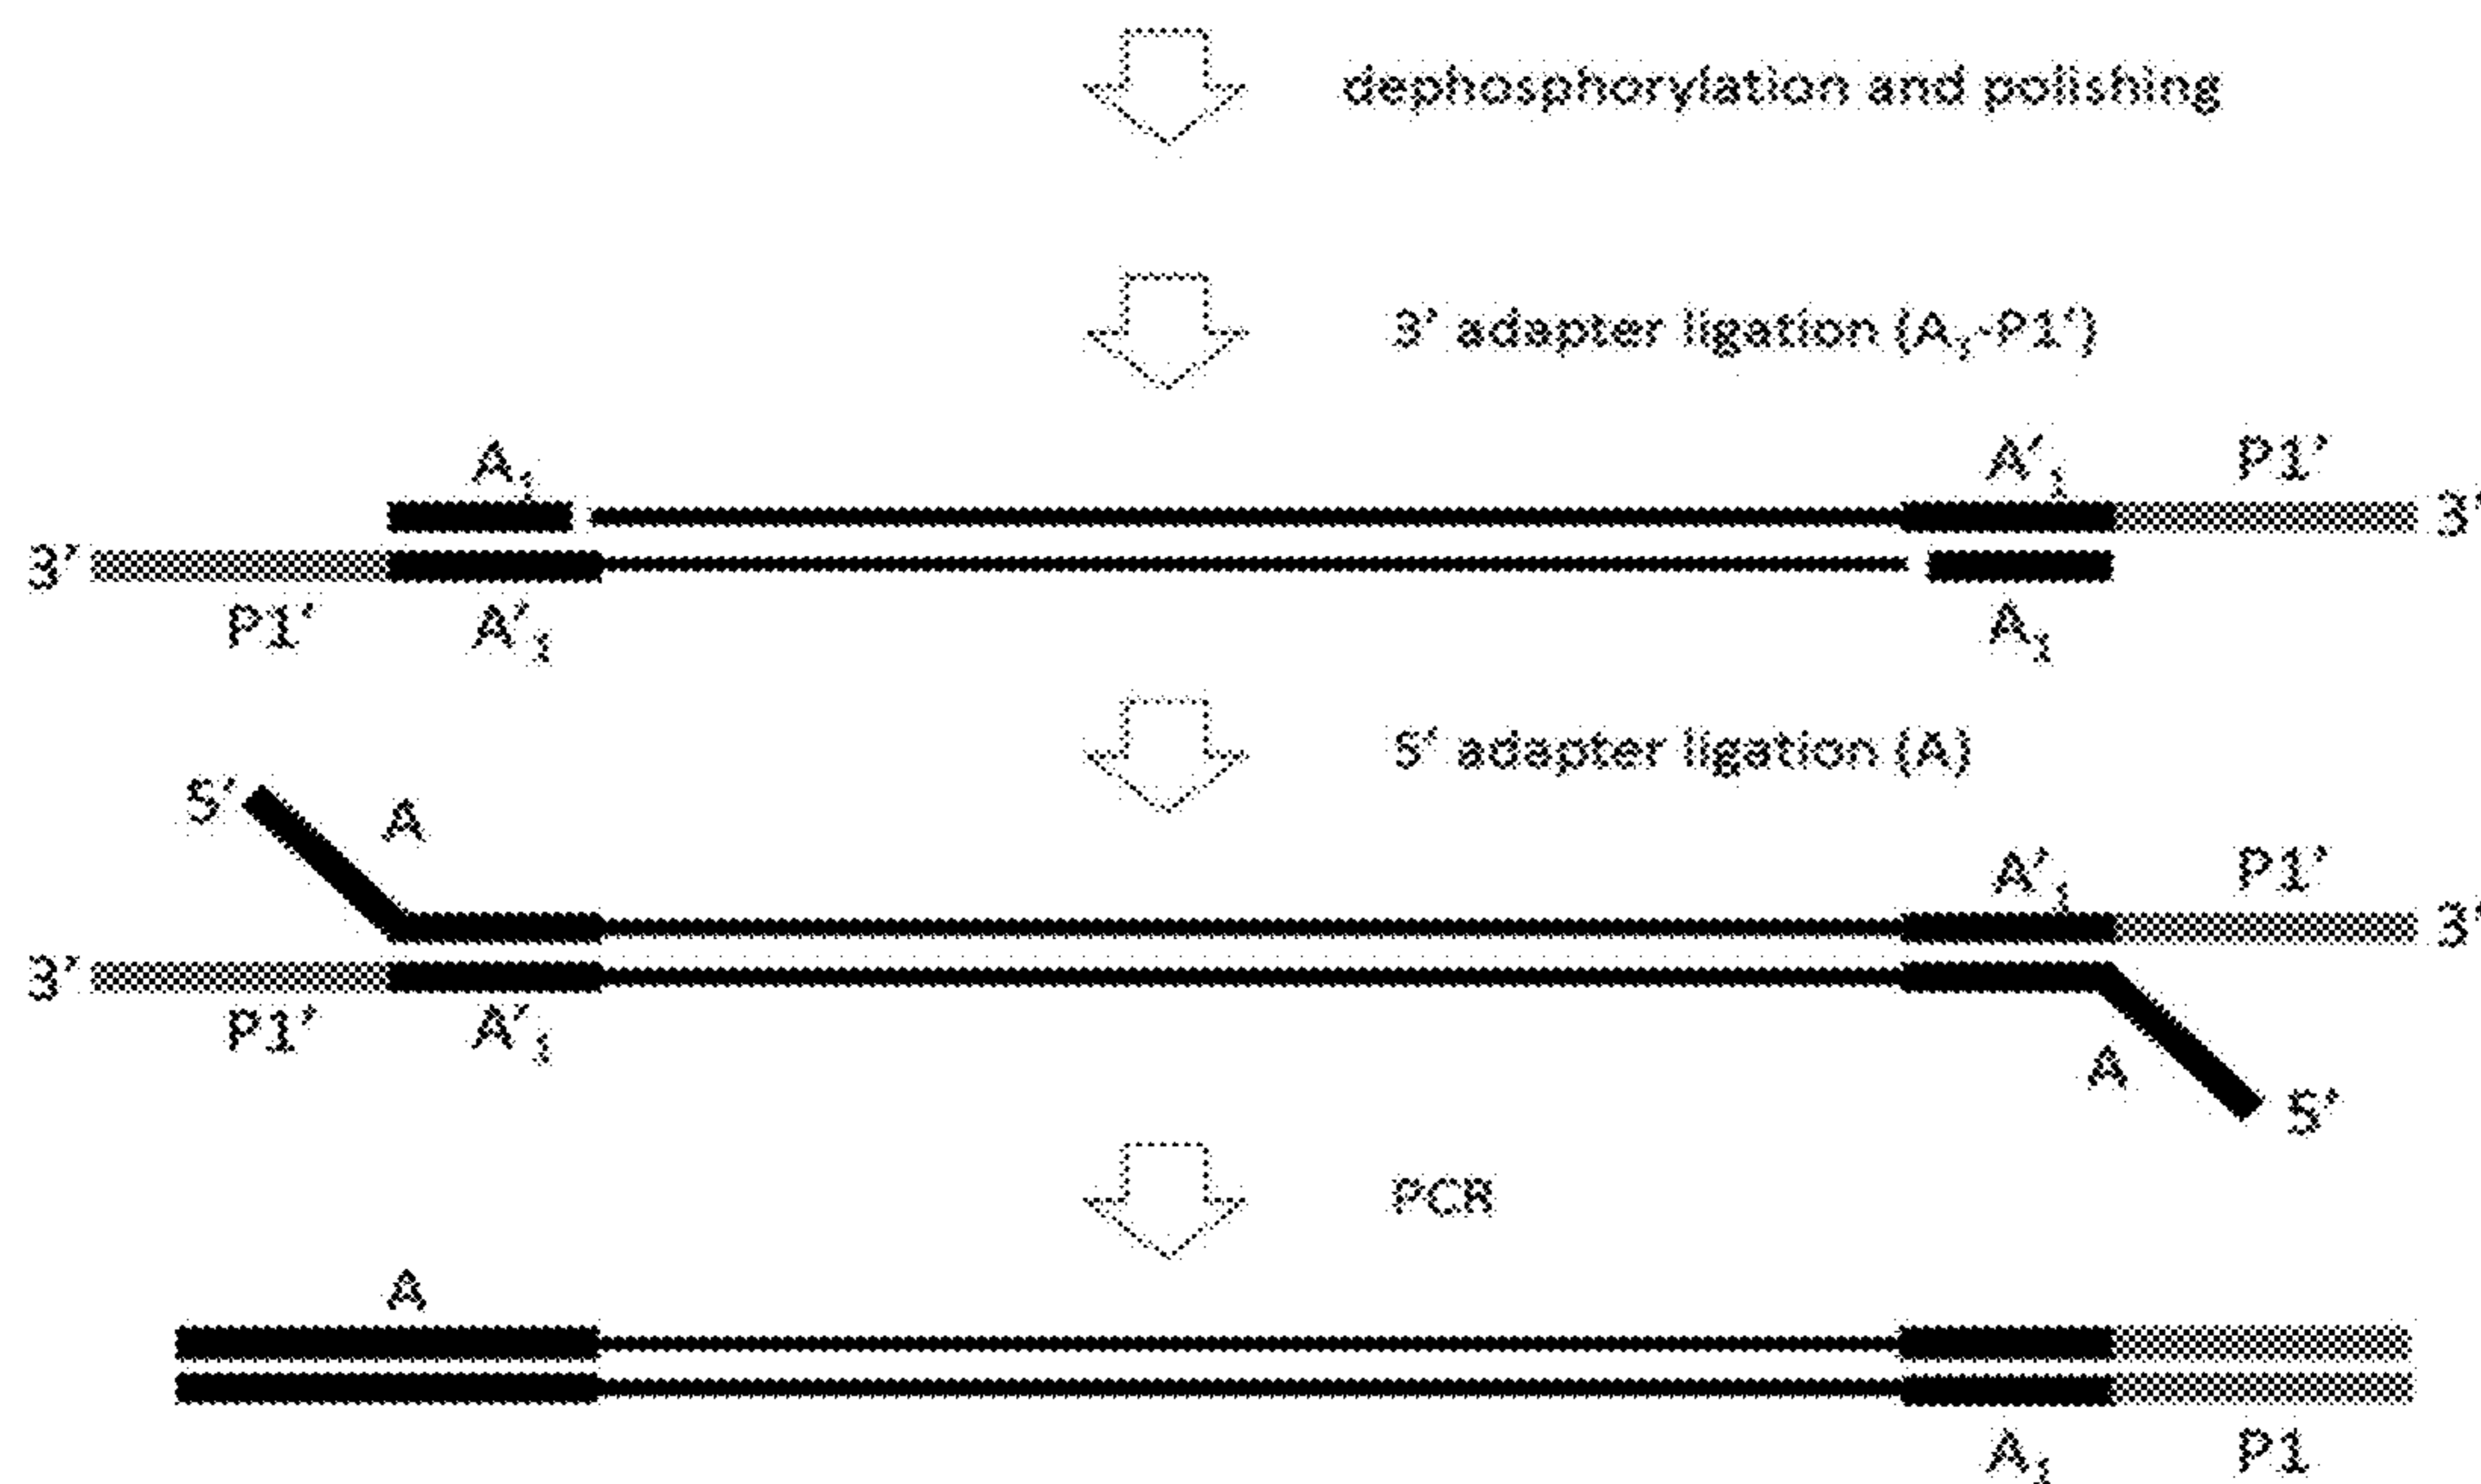 dephosphorylation and polishing
3' adapter ligation (A₁-P1')
A₁ A'₁ P1'
3' 3'
P1' A'₁ A₁
5' adapter ligation (A)
5' A A'₁ P1'
3' 3'
P1' A'₁ A 5'
PCR
A
A₁ P1